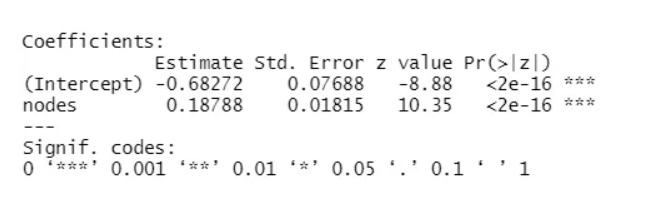 Coefficients:
Estimate Std. Error z value Pr(>|z|)
(Intercept) -0.68272 0.07688 -8.88 <2e-16 ***
nodes 0.18788 0.01815 10.35 <2e-16 ***
---
Signif. codes:
0 ‘***’ 0.001 ‘**’ 0.01 ‘*’ 0.05 ‘.’ 0.1 ‘ ’ 1